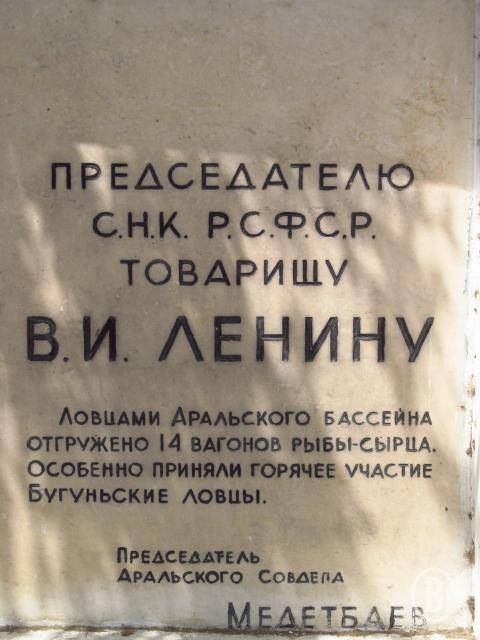 ПРЕДСЕДАТЕЛЮ
С.Н.К. Р.С.Ф.С.Р.
ТОВАРИЩУ
В.И. ЛЕНИНУ
Ловцами Аральского бассейна
отгружено 14 вагонов рыбы-сырца.
Особенно приняли горячее участие
Бугуньские ловцы.
Председатель
Аральского Совдепа
Медетбаев